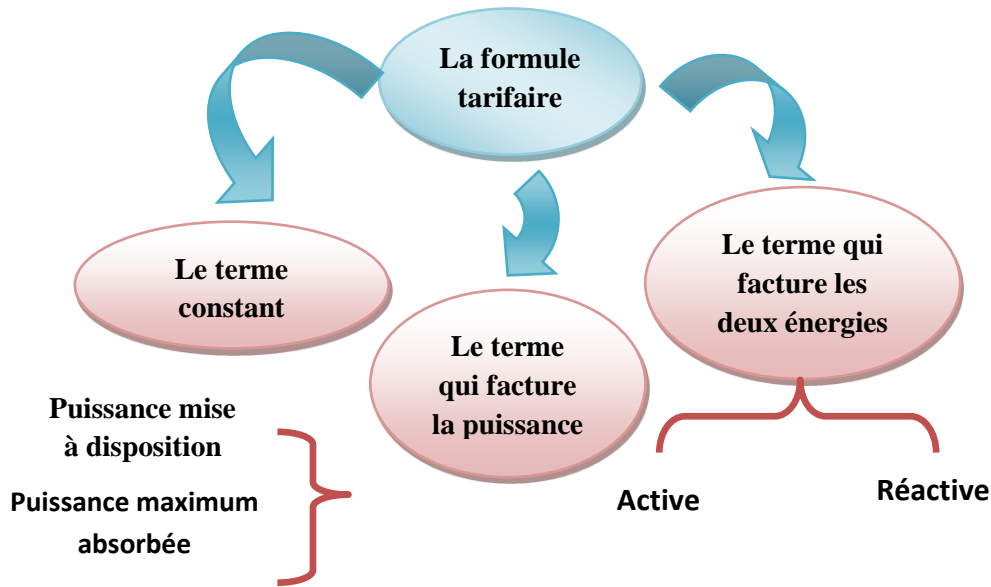 La formule
tarifaire
Le terme
constant
Le terme
qui facture
la puissance
Le terme qui
facture les
deux énergies
Puissance mise
à disposition
Puissance maximum
absorbée
Active
Réactive